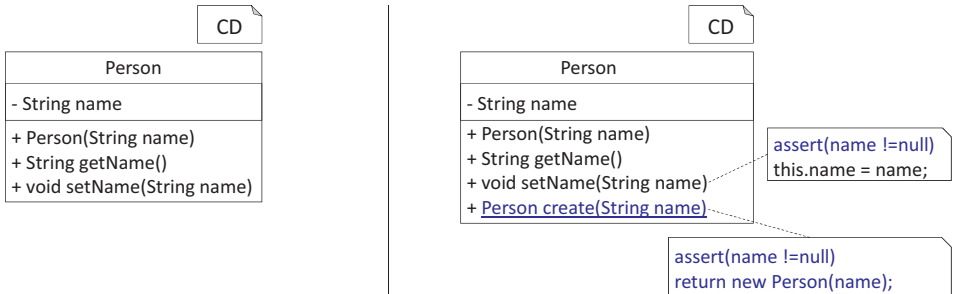 CD
Person
- String name
+ Person(String name)
+ String getName()
+ void setName(String name)
CD
Person
- String name
+ Person(String name)
+ String getName()
+ void setName(String name)
+ Person create(String name)
assert(name !=null)
this.name = name;
assert(name !=null)
return new Person(name);